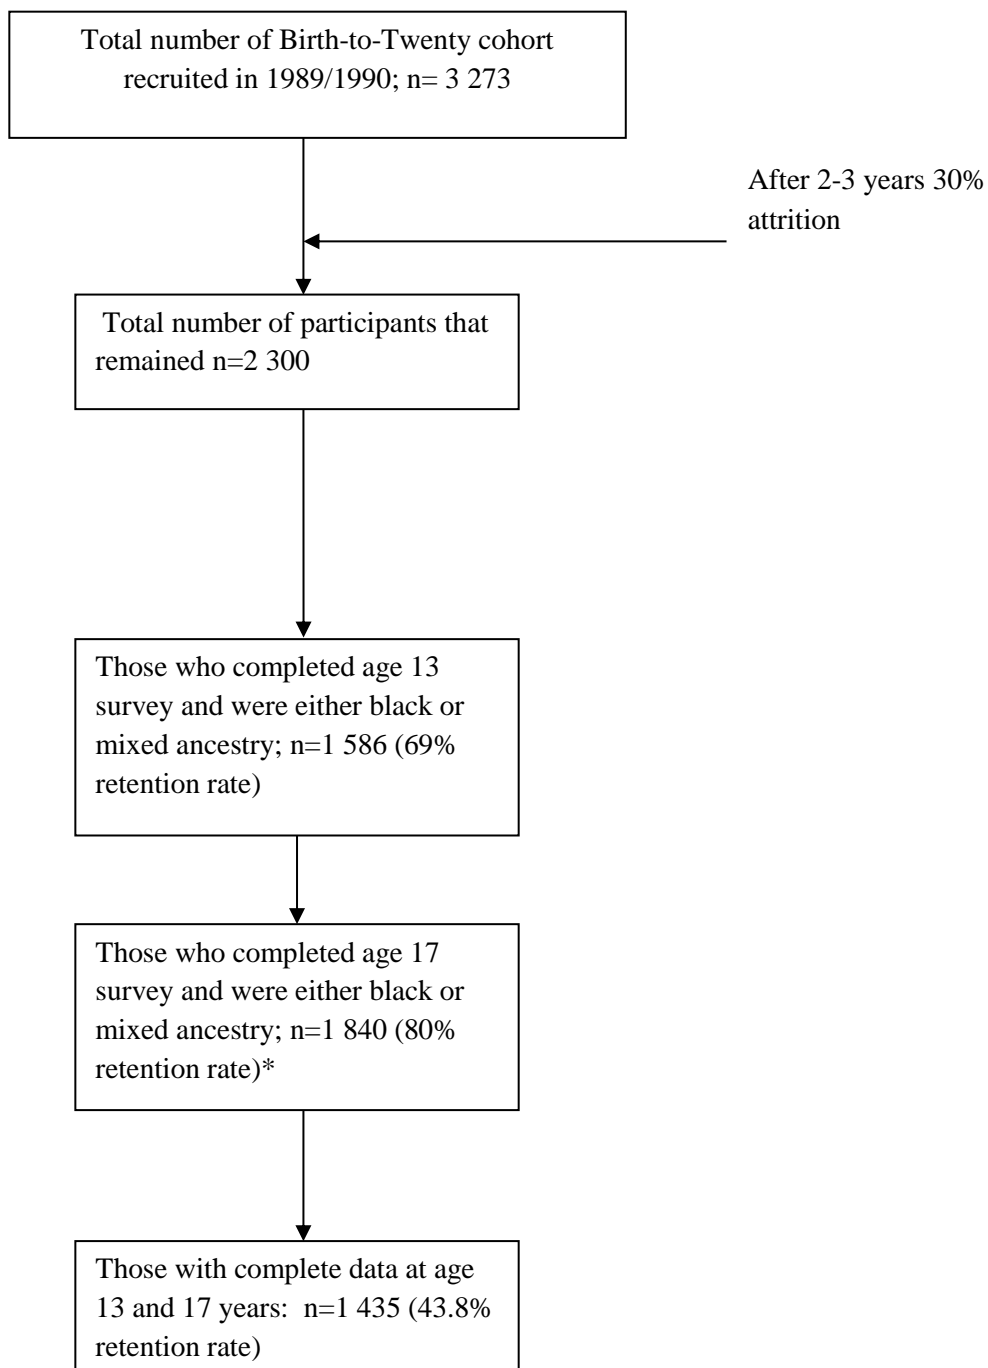 Total number of Birth-to-Twenty cohort
recruited in 1989/1990; n= 3 273
After 2-3 years 30%
attrition
Total number of participants that
remained n=2 300
Those who completed age 13
survey and were either black or
mixed ancestry; n=1 586 (69%
retention rate)
Those who completed age 17
survey and were either black or
mixed ancestry; n=1 840 (80%
retention rate)*
Those with complete data at age
13 and 17 years:  n=1 435 (43.8%
retention rate)